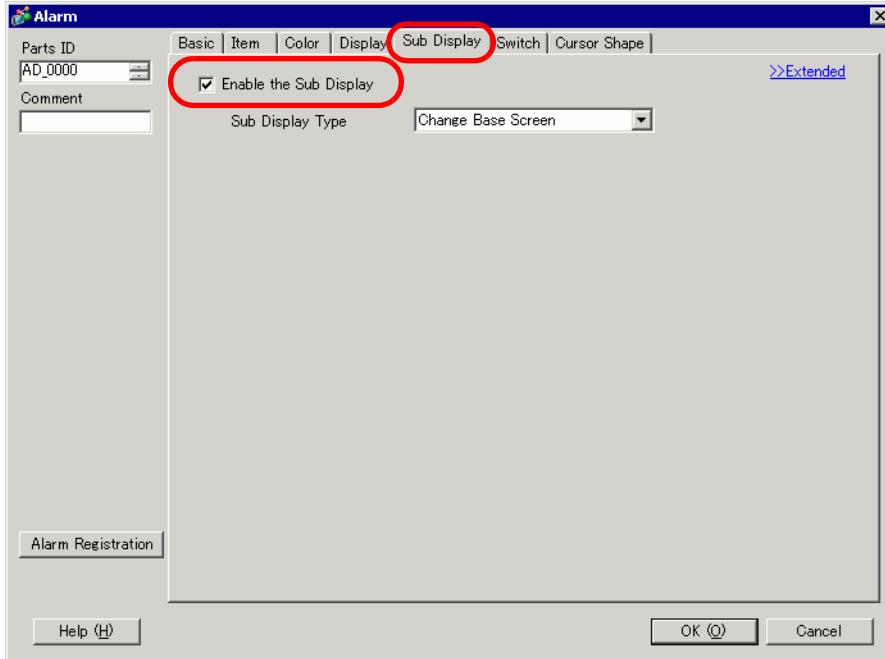 Alarm
Parts ID
AD_0000
Comment
Basic Item Color Display Sub Display Switch Cursor Shape
>>Extended
Enable the Sub Display
Sub Display Type Change Base Screen
Alarm Registration
Help (H) OK (O) Cancel